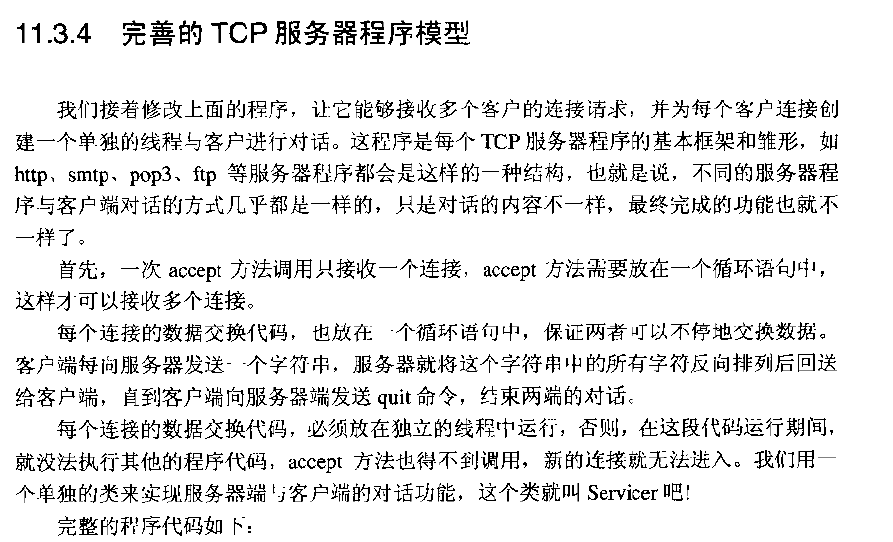 11.3.4 完善的 TCP 服务器程序模型
我们接着修改上面的程序，让它能够接收多个客户的连接请求，并为每个客户连接创
建一个单独的线程与客户进行对话。这程序是每个 TCP 服务器程序的基本框架和雏形，如
http、smtp、pop3、ftp 等服务器程序都会是这样的一种结构，也就是说，不同的服务器程
序与客户端对话的方式几乎都是一样的，只是对话的内容不一样，最终完成的功能也就不
一样了。
首先，一次 accept 方法调用只接收一个连接，accept 方法需要放在一个循环语句中，
这样才可以接收多个连接。
每个连接的数据交换代码，也放在一个循环语句中，保证两者可以不停地交换数据。
客户端每向服务器发送一个字符串，服务器就将这个字符串中的所有字符反向排列后回送
给客户端，直到客户端向服务器端发送 quit 命令，结束两端的对话。
每个连接的数据交换代码，必须放在独立的线程中运行，否则，在这段代码运行期间，
就没法执行其他的程序代码，accept 方法也得不到调用，新的连接就无法进入。我们用一
个单独的类来实现服务器端与客户端的对话功能，这个类就叫 Servicer 吧！
完整的程序代码如下：